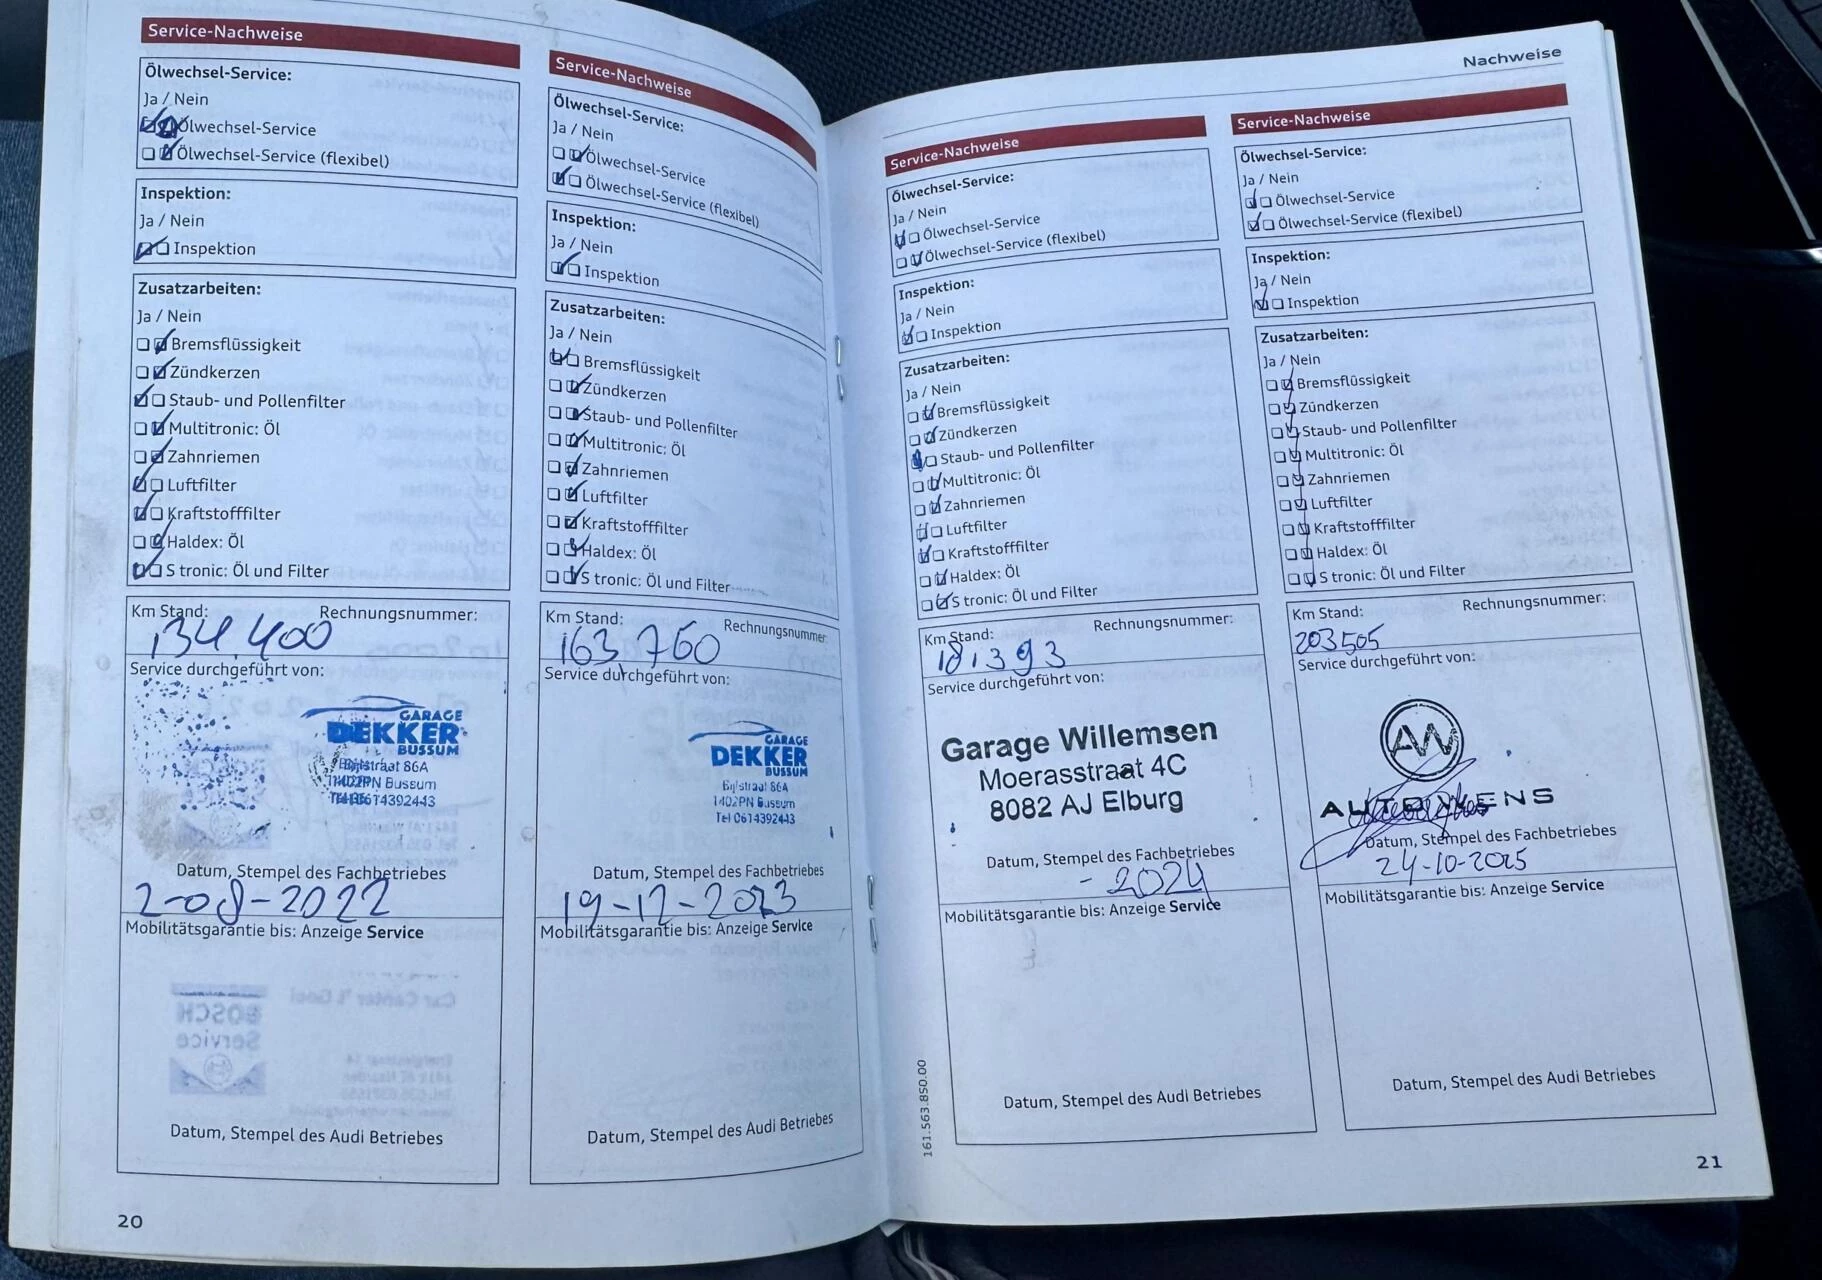 Service-Nachweise
Ölwechsel-Service:
Ja / Nein
Ölwechsel-Service
Ölwechsel-Service (flexibel)
Inspektion:
Ja / Nein
Inspektion
Zusatzarbeiten:
Ja / Nein
Bremsflüssigkeit
Zündkerzen
Staub- und Pollenfilter
Multitronic: Öl
Zahnriemen
Luftfilter
Kraftstofffilter
Haldex: Öl
S tronic: Öl und Filter
Km Stand: Rechnungsnummer:
134.400
Service durchgeführt von:
GARAGE
DEKKER
BUSSUM
Bijlstraat 86A
1402PN Bussum
Tel 0614392443
Datum, Stempel des Fachbetriebes
2-08-2022
Mobilitätsgarantie bis: Anzeige Service
Datum, Stempel des Audi Betriebes
20
Service-Nachweise
Ölwechsel-Service:
Ja / Nein
Ölwechsel-Service
Ölwechsel-Service (flexibel)
Inspektion:
Ja / Nein
Inspektion
Zusatzarbeiten:
Ja / Nein
Bremsflüssigkeit
Zündkerzen
Staub- und Pollenfilter
Multitronic: Öl
Zahnriemen
Luftfilter
Kraftstofffilter
Haldex: Öl
S tronic: Öl und Filter
Km Stand: Rechnungsnummer:
163760
Service durchgeführt von:
GARAGE
DEKKER
BUSSUM
Bijlstraat 86A
1402PN Bussum
Tel 0614392443
Datum, Stempel des Fachbetriebes
19-12-2023
Mobilitätsgarantie bis: Anzeige Service
Datum, Stempel des Audi Betriebes
Nachweise
Service-Nachweise
Ölwechsel-Service:
Ja / Nein
Ölwechsel-Service
Ölwechsel-Service (flexibel)
Inspektion:
Ja / Nein
Inspektion
Zusatzarbeiten:
Ja / Nein
Bremsflüssigkeit
Zündkerzen
Staub- und Pollenfilter
Multitronic: Öl
Zahnriemen
Luftfilter
Kraftstofffilter
Haldex: Öl
S tronic: Öl und Filter
Km Stand: Rechnungsnummer:
181393
Service durchgeführt von:
Garage Willemsen
Moerasstraat 4C
8082 AJ Elburg
Datum, Stempel des Fachbetriebes
- 2024
Mobilitätsgarantie bis: Anzeige Service
Datum, Stempel des Audi Betriebes
161.563.850.00
Service-Nachweise
Ölwechsel-Service:
Ja / Nein
Ölwechsel-Service
Ölwechsel-Service (flexibel)
Inspektion:
Ja / Nein
Inspektion
Zusatzarbeiten:
Ja / Nein
Bremsflüssigkeit
Zündkerzen
Staub- und Pollenfilter
Multitronic: Öl
Zahnriemen
Luftfilter
Kraftstofffilter
Haldex: Öl
S tronic: Öl und Filter
Km Stand: Rechnungsnummer:
203505
Service durchgeführt von:
AW
Datum, Stempel des Fachbetriebes
24-10-2025
Mobilitätsgarantie bis: Anzeige Service
Datum, Stempel des Audi Betriebes
21